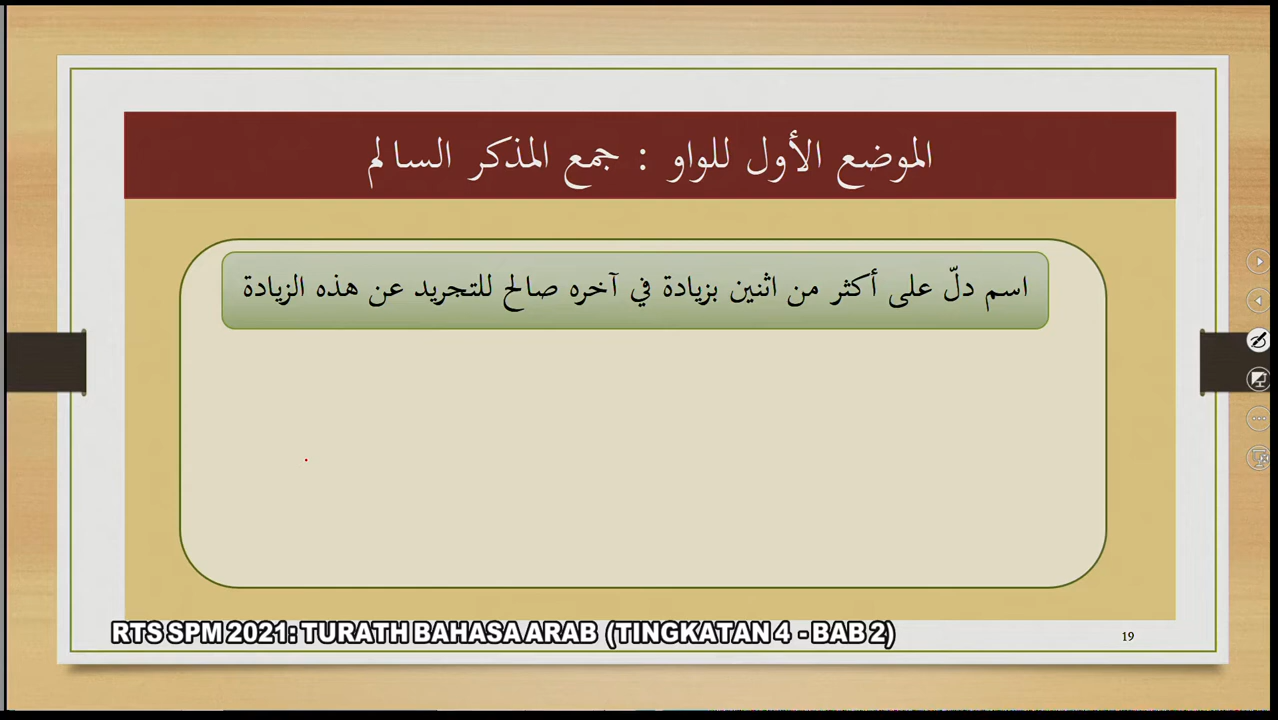 الموضع الأول للواو : جمع المذكر السالم
اسم دلّ على أكثر من اثنين بزيادة في آخره صالح للتجريد عن هذه الزيادة
RTS SPM 2021: TURATH BAHASA ARAB (TINGKATAN 4 - BAB 2)
19